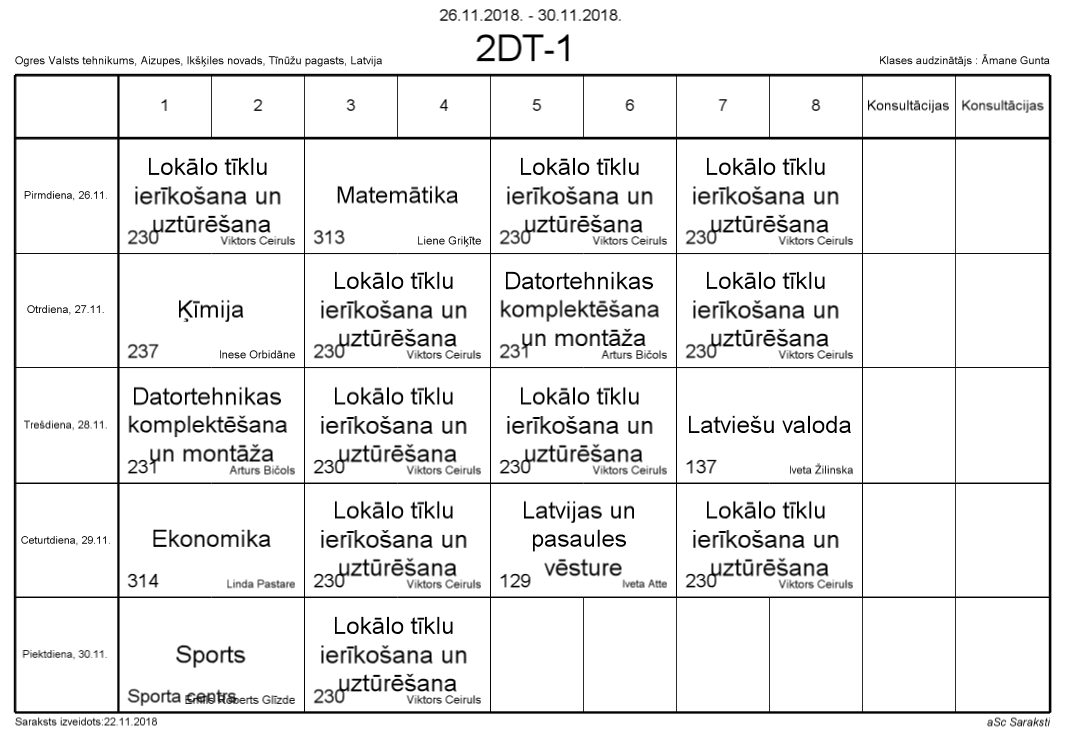 26.11.2018. - 30.11.2018.
2DT-1
Ogres Valsts tehnikums, Aizupes, Ikšķiles novads, Tīnūžu pagasts, Latvija
Klases audzinātājs : Āmane Gunta
1 2 3 4 5 6 7 8 Konsultācijas Konsultācijas
Pirmdiena, 26.11.
Lokālo tīklu
ierīkošana un
uztūrēšana
230 Viktors Ceiruls
Matemātika
313 Liene Griķīte
Lokālo tīklu
ierīkošana un
uztūrēšana
230 Viktors Ceiruls
Lokālo tīklu
ierīkošana un
uztūrēšana
230 Viktors Ceiruls
Otrdiena, 27.11.
Ķīmija
237 Inese Orbidāne
Lokālo tīklu
ierīkošana un
uztūrēšana
230 Viktors Ceiruls
Datortehnikas
komplektēšana
un montāža
231 Arturs Bičols
Lokālo tīklu
ierīkošana un
uztūrēšana
230 Viktors Ceiruls
Trešdiena, 28.11.
Datortehnikas
komplektēšana
un montāža
231 Arturs Bičols
Lokālo tīklu
ierīkošana un
uztūrēšana
230 Viktors Ceiruls
Lokālo tīklu
ierīkošana un
uztūrēšana
230 Viktors Ceiruls
Latviešu valoda
137 Iveta Žilinska
Ceturtdiena, 29.11.
Ekonomika
314 Linda Pastare
Lokālo tīklu
ierīkošana un
uztūrēšana
230 Viktors Ceiruls
Latvijas un
pasaules
vēsture
129 Iveta Atte
Lokālo tīklu
ierīkošana un
uztūrēšana
230 Viktors Ceiruls
Piektdiena, 30.11.
Sports
Sporta centrs Emīls Roberts Glīzde
Lokālo tīklu
ierīkošana un
uztūrēšana
230 Viktors Ceiruls
Saraksts izveidots:22.11.2018
aSc Saraksti